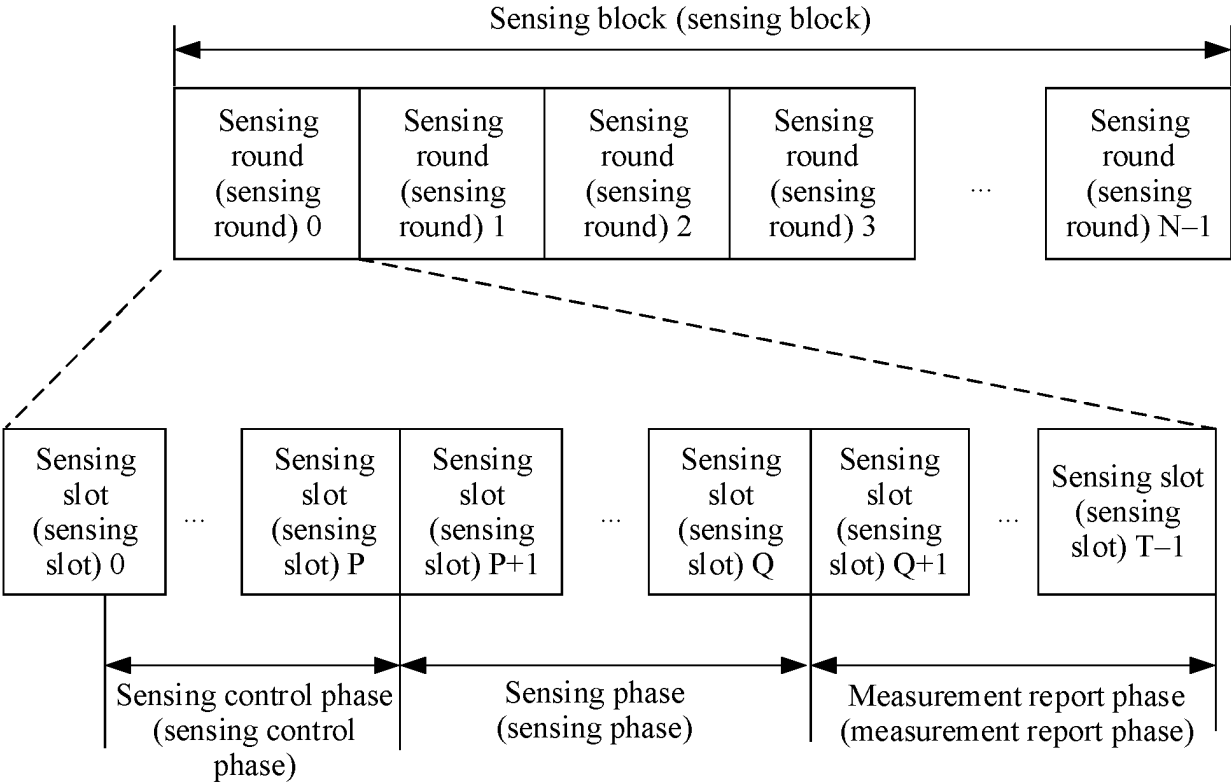 Sensing block (sensing block)
Sensing
round
(sensing
round) 0
Sensing
round
(sensing
round) 1
Sensing
round
(sensing
round) 2
Sensing
round
(sensing
round) 3
...
Sensing
round
(sensing
round) N–1
Sensing
slot
(sensing
slot) 0
...
Sensing
slot
(sensing
slot) P
Sensing
slot
(sensing
slot) P+1
...
Sensing
slot
(sensing
slot) Q
Sensing
slot
(sensing
slot) Q+1
...
Sensing slot
(sensing
slot) T–1
Sensing control phase
(sensing control
phase)
Sensing phase
(sensing phase)
Measurement report phase
(measurement report phase)